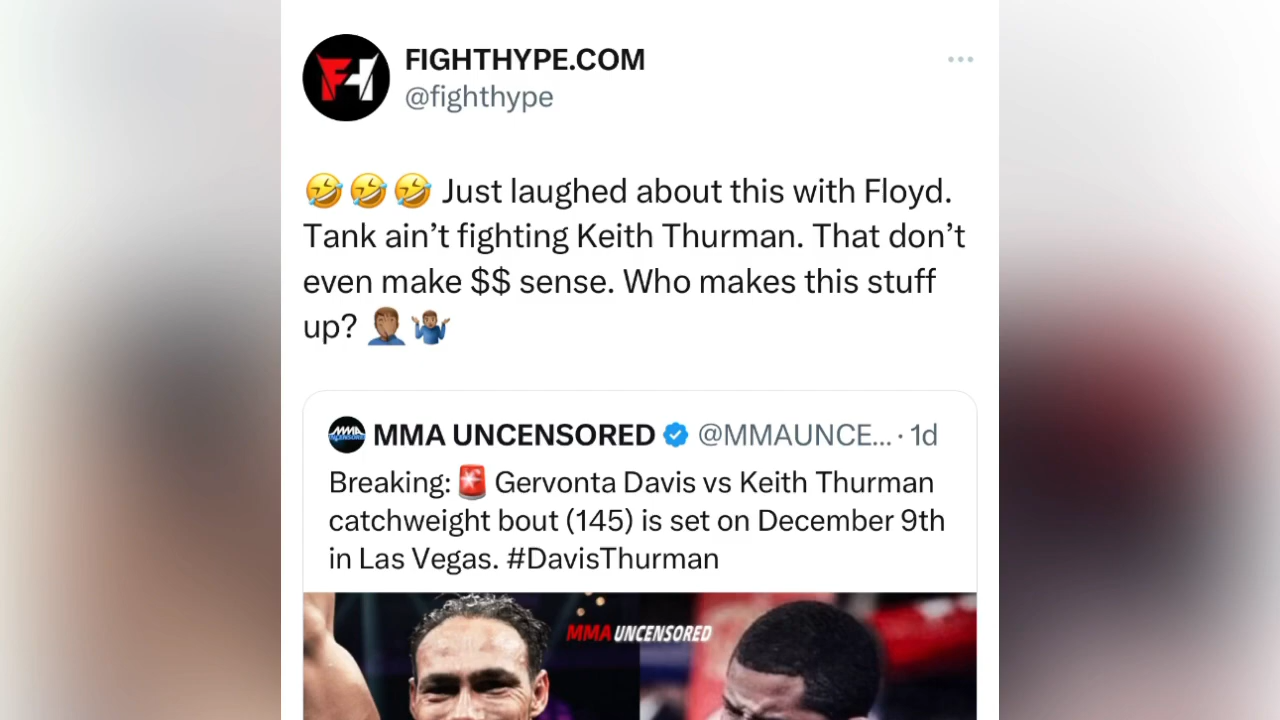 FIGHTHYPE.COM
@fighthype
🤣🤣🤣 Just laughed about this with Floyd.
Tank ain’t fighting Keith Thurman. That don’t
even make $$ sense. Who makes this stuff
up? 🤦🏽‍♂️🤷🏽‍♂️
MMA UNCENSORED @MMAUNCE... · 1d
Breaking: 🚨 Gervonta Davis vs Keith Thurman
catchweight bout (145) is set on December 9th
in Las Vegas. #DavisThurman
MMA UNCENSORED